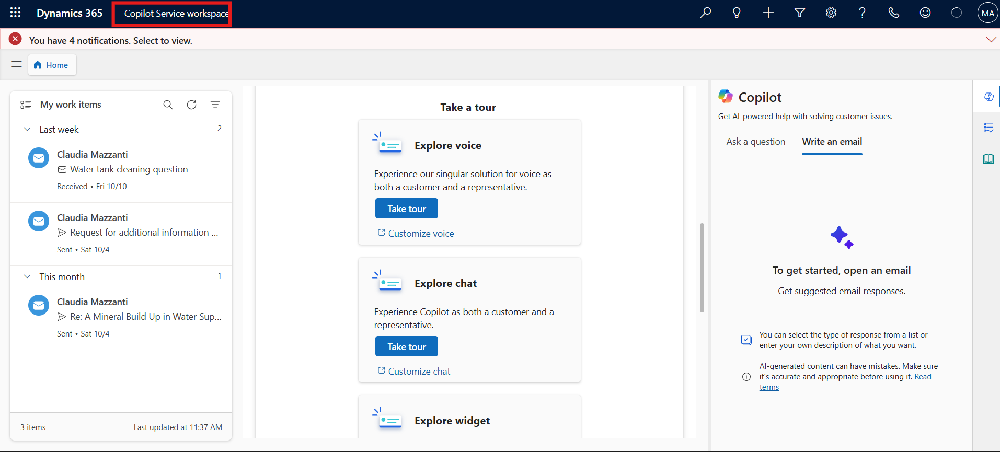 Dynamics 365
Copilot Service workspace
MA
You have 4 notifications. Select to view.
Home
My work items
Last week
2
Claudia Mazzanti
Water tank cleaning question
Received • Fri 10/10
Claudia Mazzanti
Request for additional information ...
Sent • Sat 10/4
This month
1
Claudia Mazzanti
Re: A Mineral Build Up in Water Sup...
Sent • Sat 10/4
3 items
Last updated at 11:37 AM
Take a tour
Explore voice
Experience our singular solution for voice as
both a customer and a representative.
Take tour
Customize voice
Explore chat
Experience Copilot as both a customer and a
representative.
Take tour
Customize chat
Explore widget
Copilot
Get AI-powered help with solving customer issues.
Ask a question
Write an email
To get started, open an email
Get suggested email responses.
You can select the type of response from a list or
enter your own description of what you want.
AI-generated content can have mistakes. Make sure
it's accurate and appropriate before using it. Read
terms